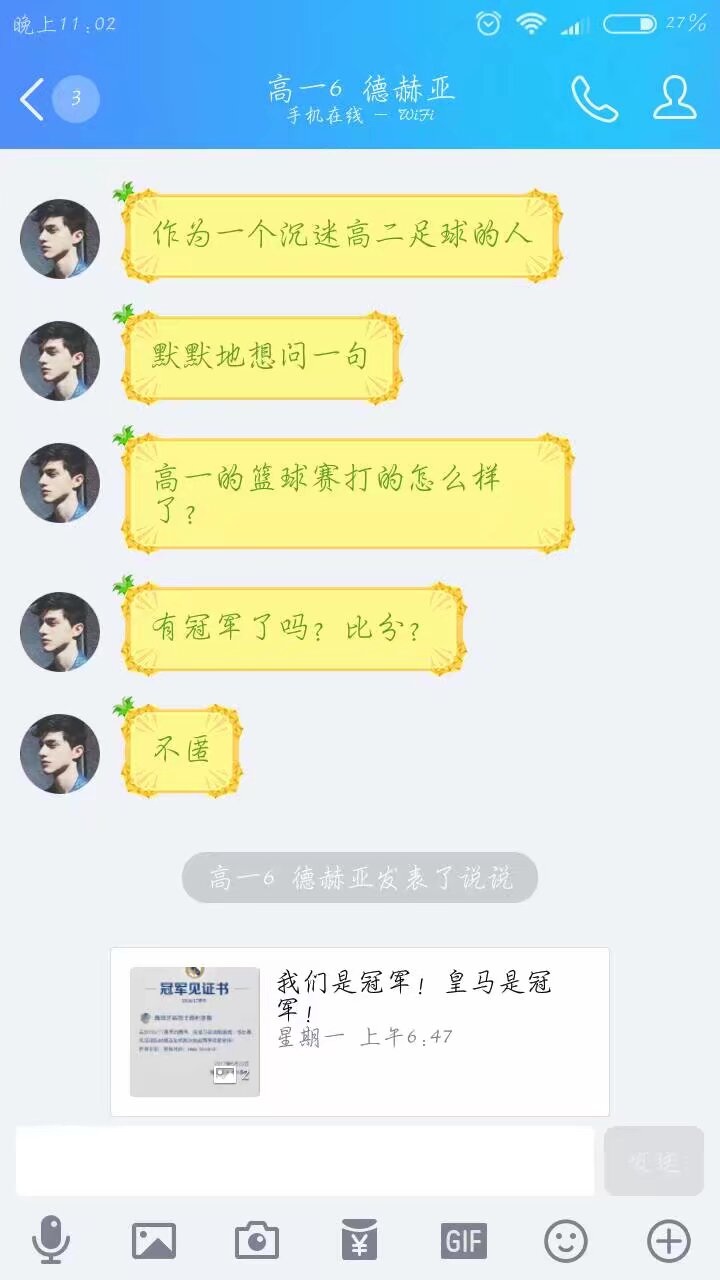 晚上11:02
27%
3
高一6 德赫亚
手机在线 - WiFi
作为一个沉迷高二足球的人
默默地想问一句
高一的篮球赛打的怎么样
了？
有冠军了吗？比分？
不匿
高一6 德赫亚发表了说说
冠军见证书
我们是冠军！皇马是冠
军！
星期一 上午6:47
2
发送
GIF